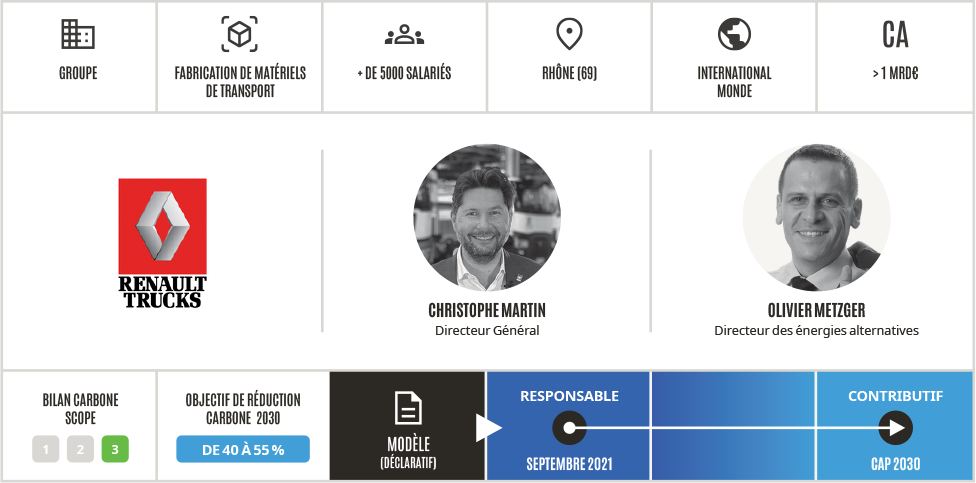 CA
GROUPE
FABRICATION DE MATÉRIELS
DE TRANSPORT
+ DE 5000 SALARIÉS
RHÔNE (69)
INTERNATIONAL
MONDE
> 1 MRD€
RENAULT
TRUCKS
CHRISTOPHE MARTIN
Directeur Général
OLIVIER METZGER
Directeur des énergies alternatives
BILAN CARBONE
SCOPE
1 2 3
OBJECTIF DE RÉDUCTION
CARBONE 2030
DE 40 À 55 %
MODÈLE
(DÉCLARATIF)
RESPONSABLE
SEPTEMBRE 2021
CONTRIBUTIF
CAP 2030